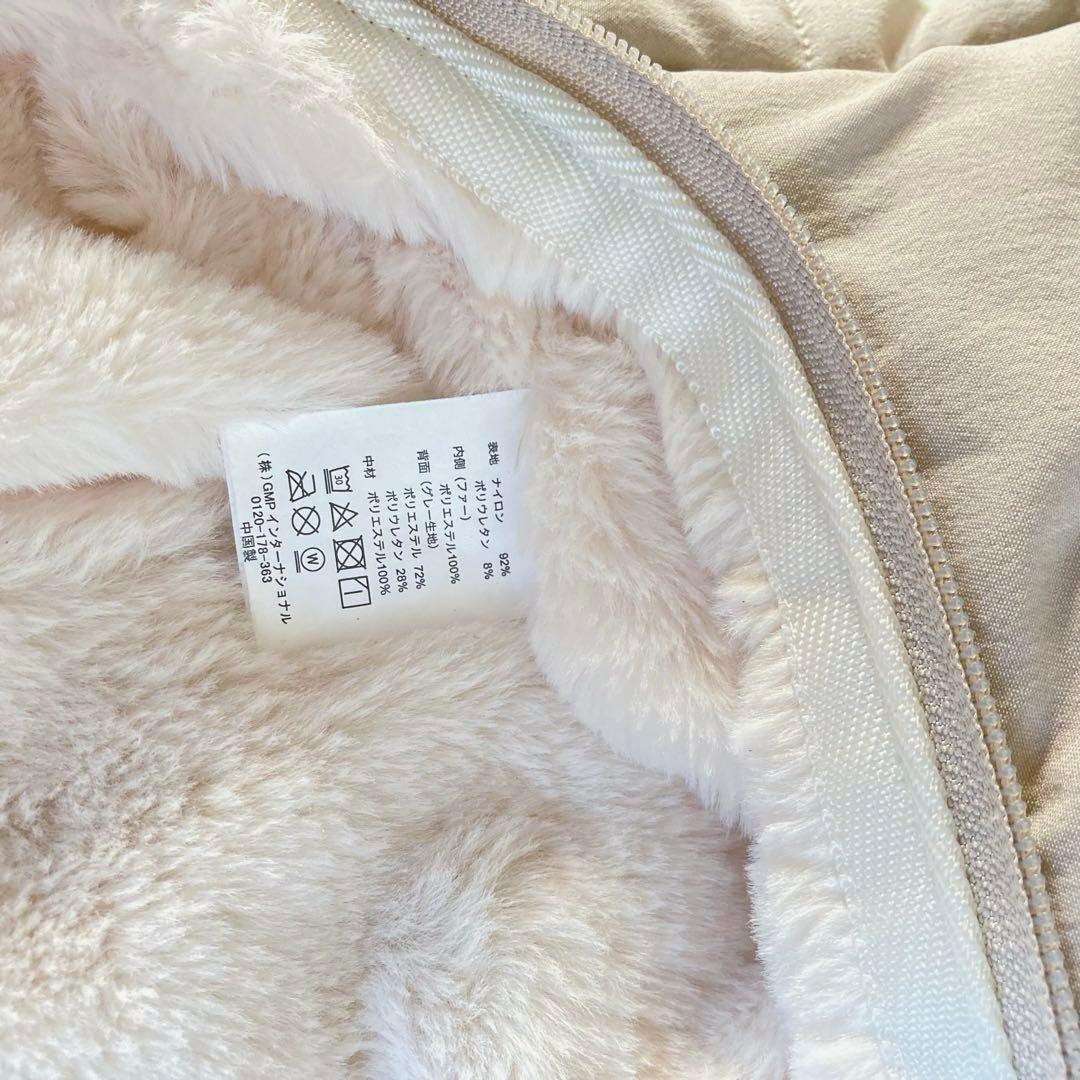 表地 ナイロン 92%
ポリウレタン 8%
内側 (ファー)
ポリエステル100%
背面 (グレー生地)
ポリエステル 72%
ポリウレタン 28%
中材 ポリエステル100%
30
W
(株)GMPインターナショナル
0120-178-363
中国製